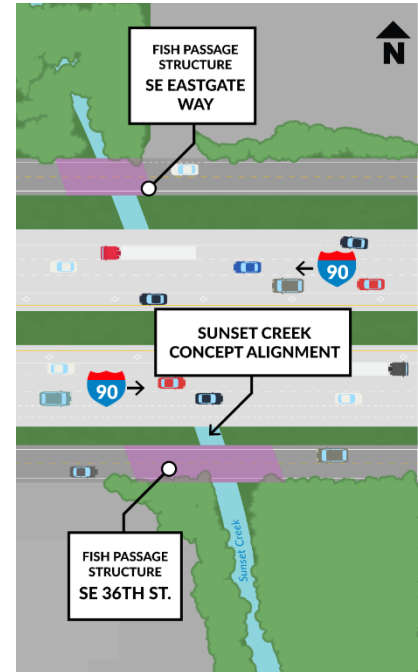 FISH PASSAGE
STRUCTURE
SE EASTGATE
WAY
N
90
SUNSET CREEK
CONCEPT ALIGNMENT
90
FISH PASSAGE
STRUCTURE
SE 36TH ST.
Sunset Creek